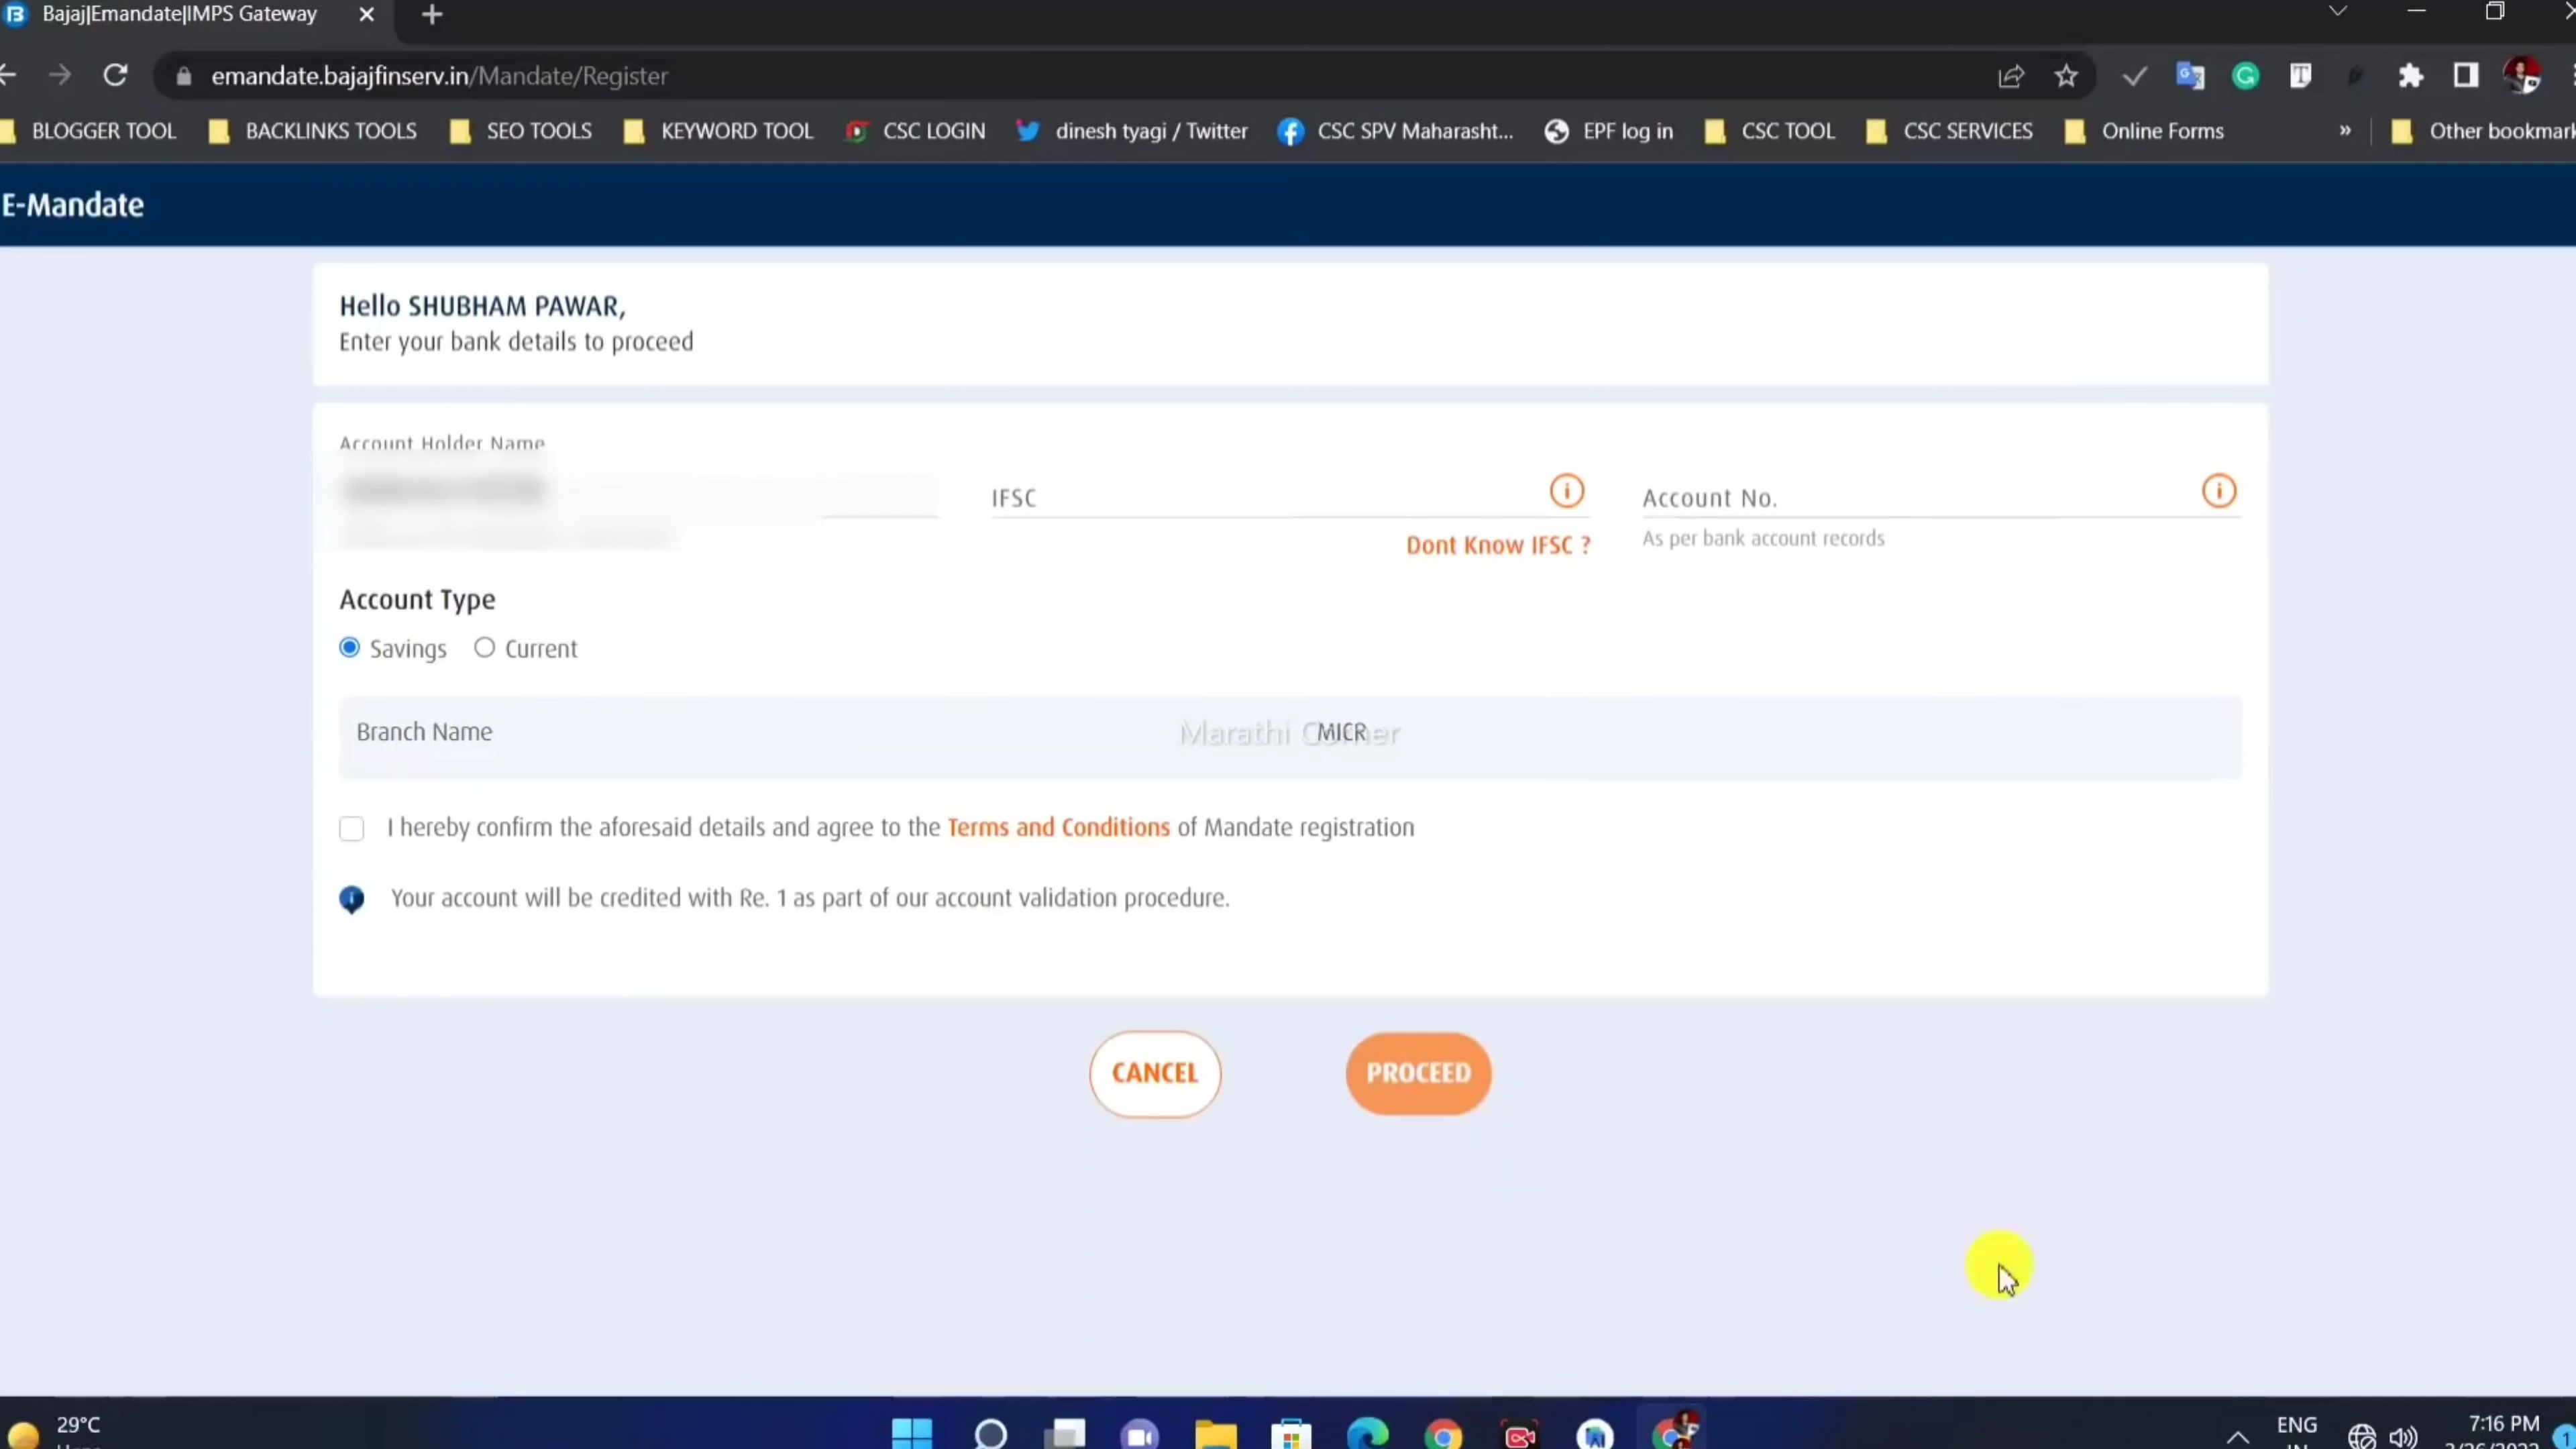 Bajaj|Emandate|IMPS Gateway
emandate.bajajfinserv.in/Mandate/Register
BLOGGER TOOL BACKLINKS TOOLS SEO TOOLS KEYWORD TOOL CSC LOGIN dinesh tyagi / Twitter CSC SPV Maharasht... EPF log in CSC TOOL CSC SERVICES Online Forms » Other bookmark
E-Mandate
Hello SHUBHAM PAWAR,
Enter your bank details to proceed
Account Holder Name
IFSC
Account No.
Dont Know IFSC ?
As per bank account records
Account Type
Savings Current
Branch Name
MICR
Marathi Corner
I hereby confirm the aforesaid details and agree to the Terms and Conditions of Mandate registration
Your account will be credited with Re. 1 as part of our account validation procedure.
CANCEL PROCEED
29°C
ENG
7:16 PM